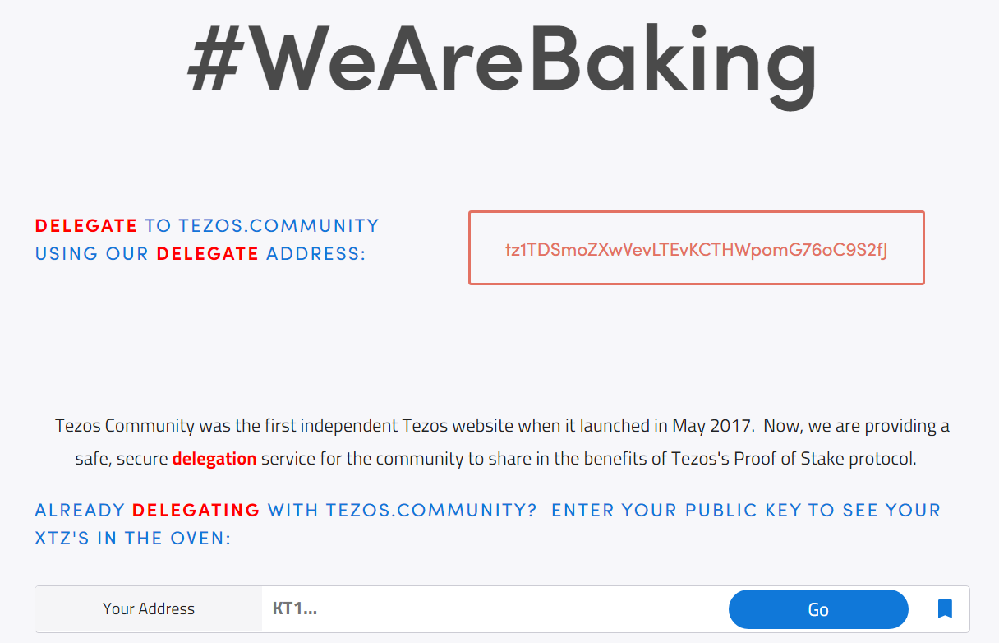 #WeAreBaking
DELEGATE TO TEZOS.COMMUNITY
USING OUR DELEGATE ADDRESS:
tz1TDSmoZXwVevLTEvKCTHWpomG76oC9S2fJ
Tezos Community was the first independent Tezos website when it launched in May 2017.  Now, we are providing a
safe, secure delegation service for the community to share in the benefits of Tezos's Proof of Stake protocol.
ALREADY DELEGATING WITH TEZOS.COMMUNITY?  ENTER YOUR PUBLIC KEY TO SEE YOUR
XTZ'S IN THE OVEN:
Your Address KT1... Go